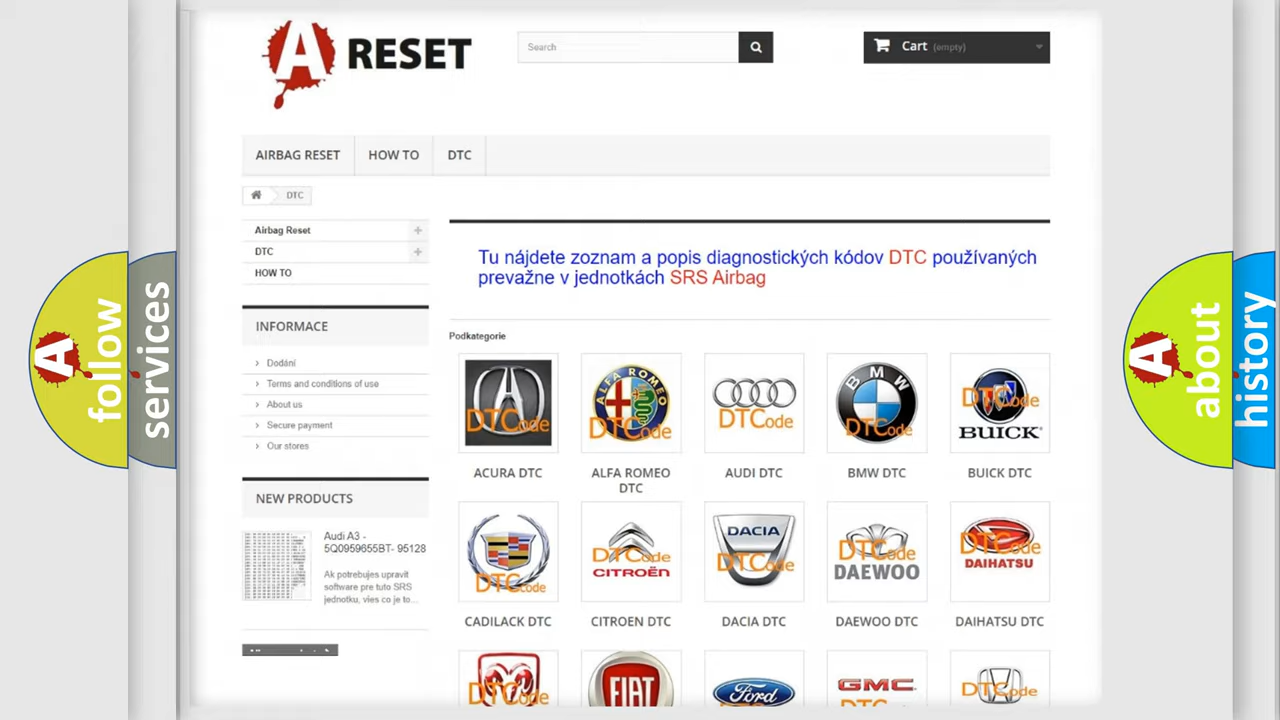 A RESET
Search
Cart (empty)
AIRBAG RESET
HOW TO
DTC
DTC
Airbag Reset
DTC
HOW TO
INFORMACE
Dodání
Terms and conditions of use
About us
Secure payment
Our stores
NEW PRODUCTS
Audi A3 -
5Q0959655BT- 95128
Ak potrebujes upravit
software pre tuto SRS
jednotku, vies co je to...
Tu nájdete zoznam a popis diagnostických kódov DTC používaných
prevažne v jednotkách SRS Airbag
Podkategorie
DTCode
ALFA ROMEO
DTCode
DTCode
BMW
DTCode
DTCode
BUICK
ACURA DTC
ALFA ROMEO
DTC
AUDI DTC
BMW DTC
BUICK DTC
DTCode
DTCode
CITROËN
DACIA
DTCode
DTCode
DAEWOO
DTCode
DAIHATSU
CADILACK DTC
CITROEN DTC
DACIA DTC
DAEWOO DTC
DAIHATSU DTC
DTCode
FIAT
Ford
GMC
DTCode
A follow
services
A about
history